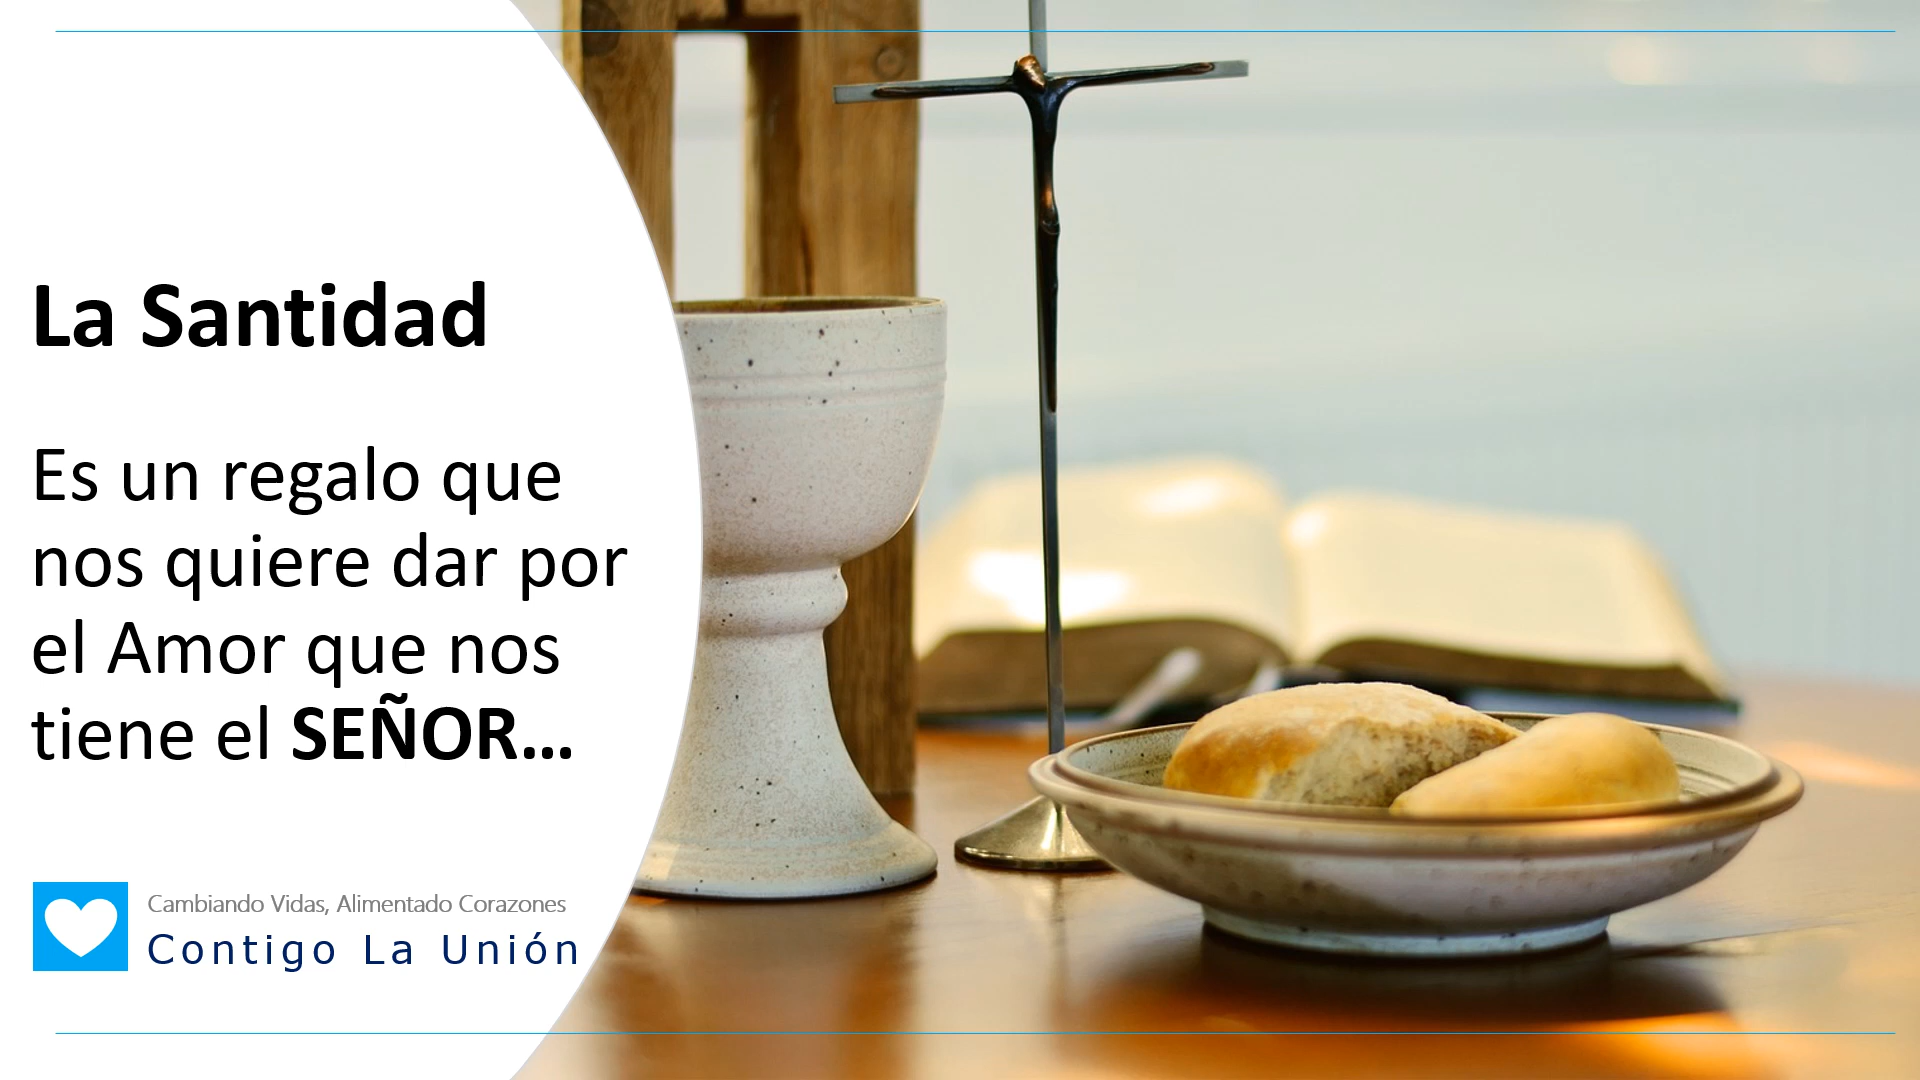 La Santidad
Es un regalo que
nos quiere dar por
el Amor que nos
tiene el SEÑOR...
Cambiando Vidas, Alimentado Corazones
Contigo La Unión